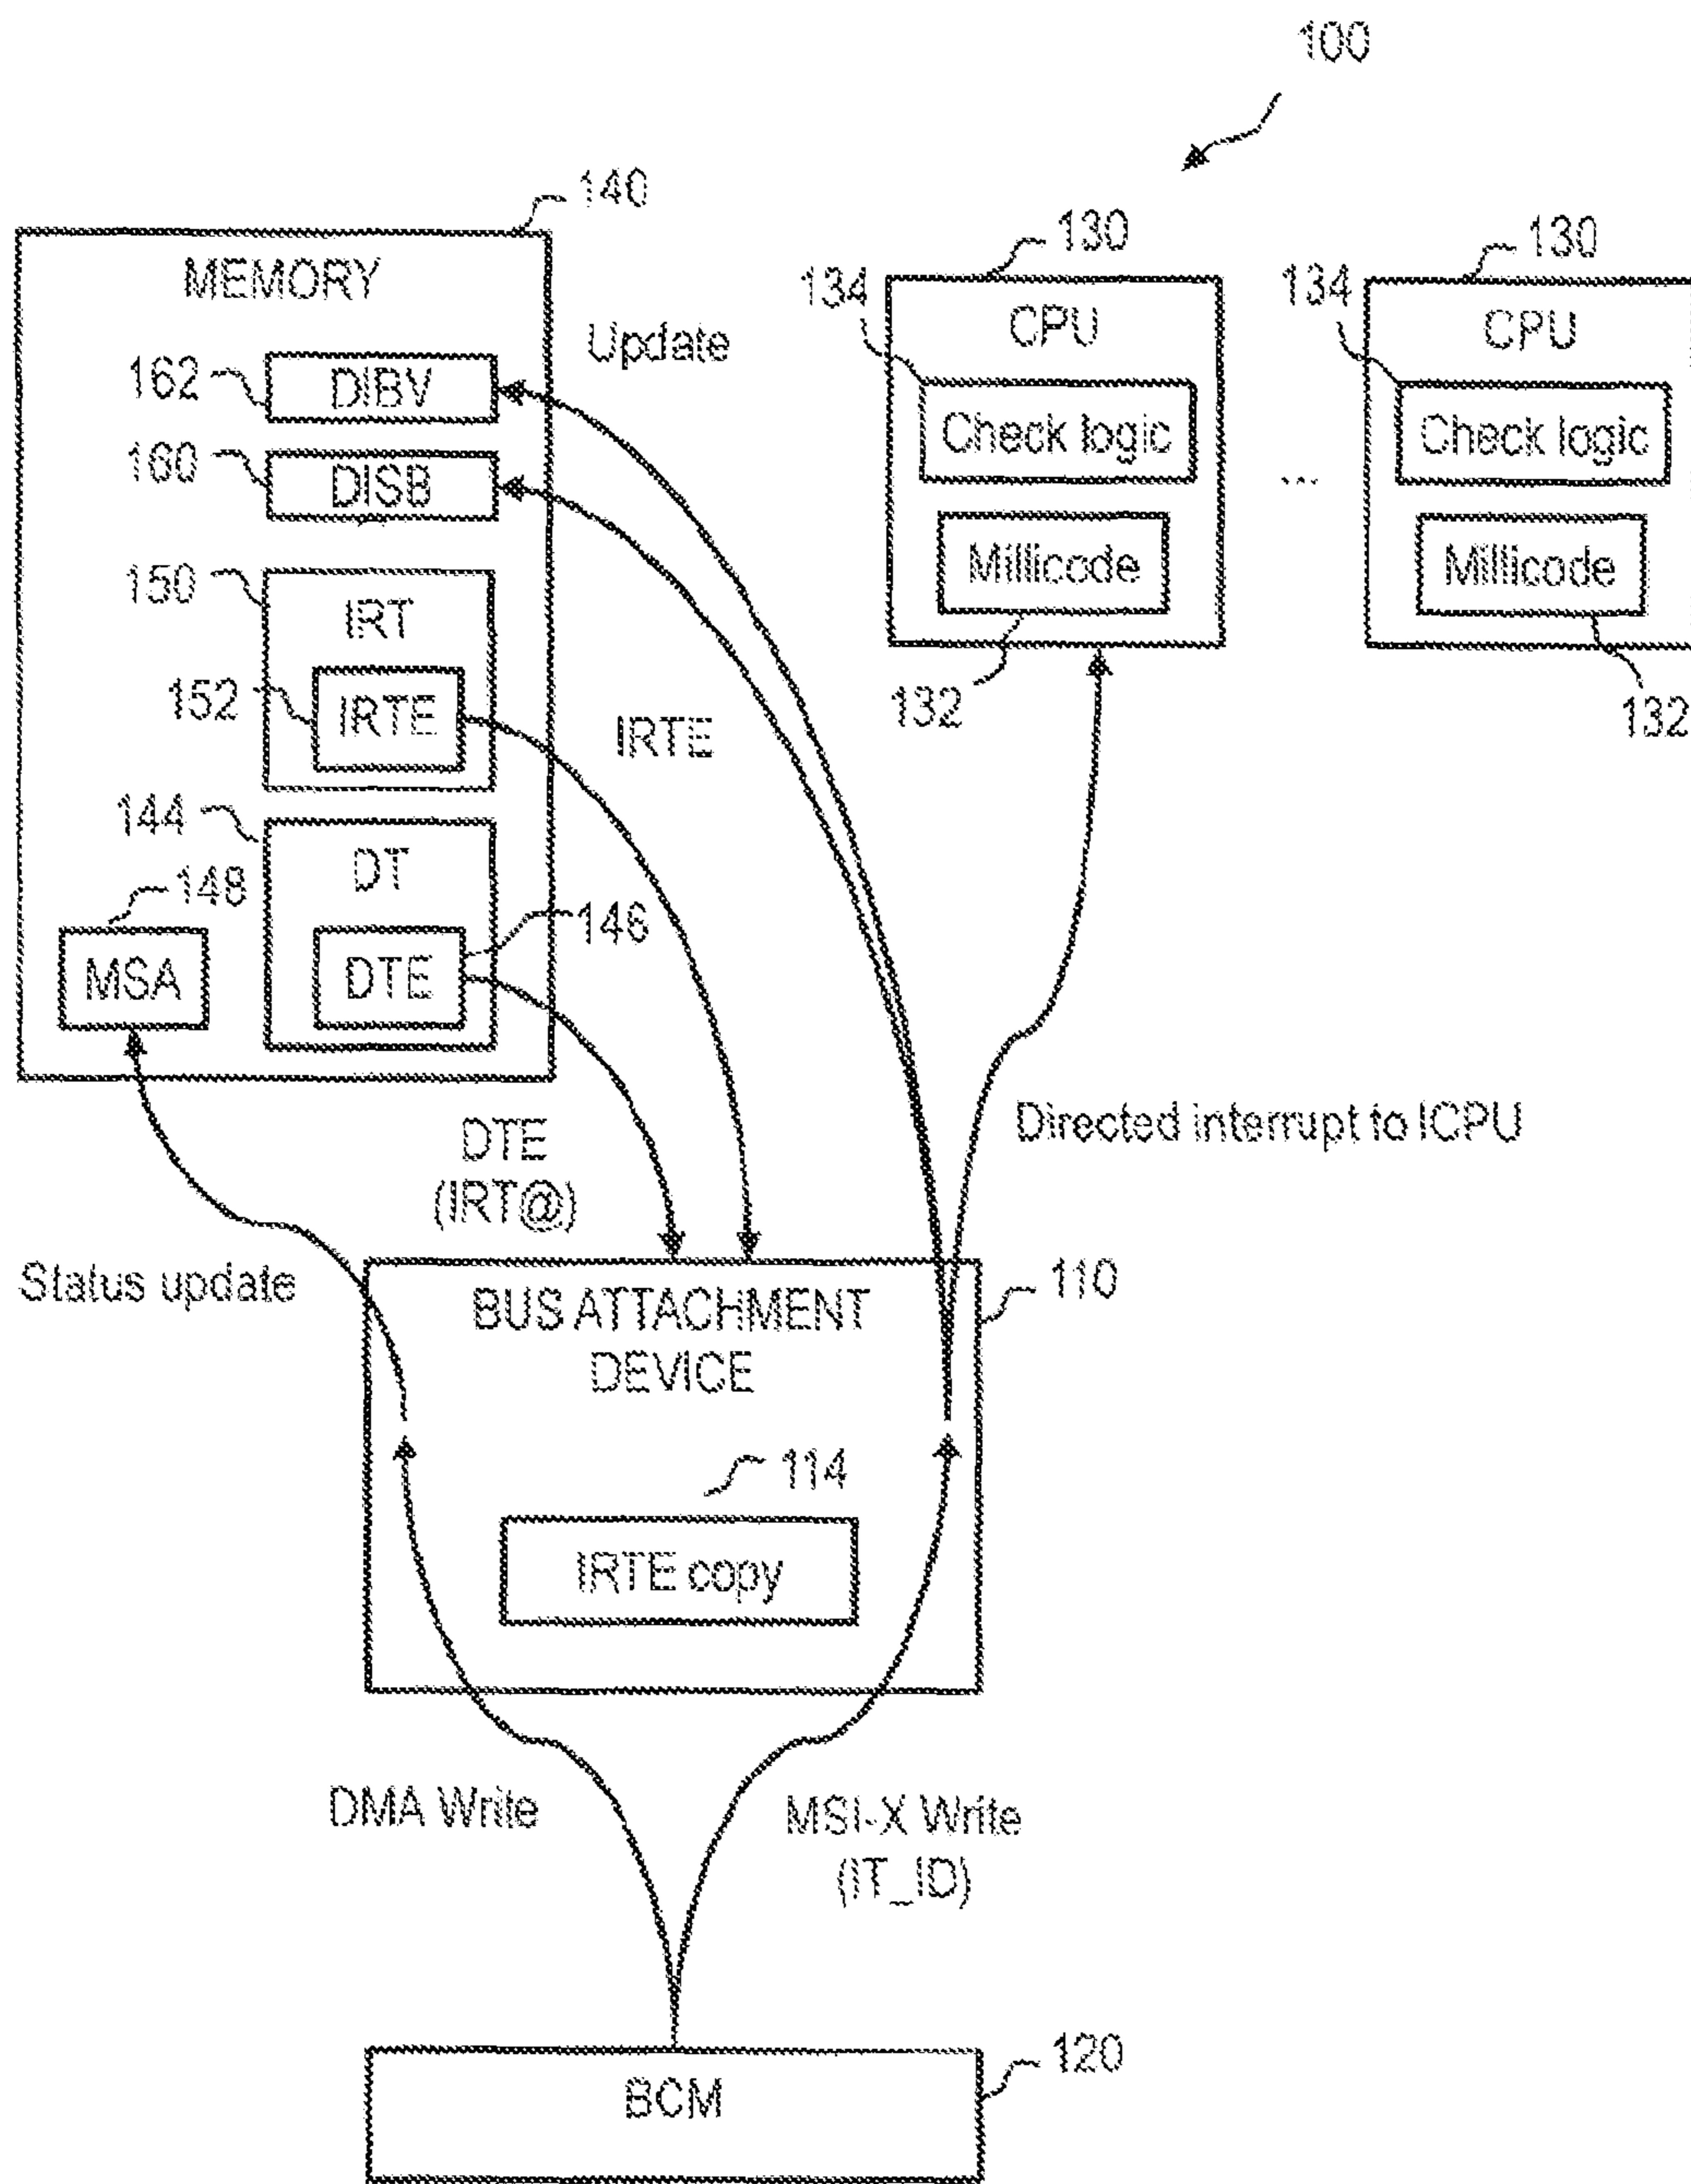 100
140
MEMORY
130
130
134
CPU
134
CPU
Update
162
DIBV
Check logic
Check logic
160
DISB
...
Millicode
Millicode
150
IRT
152
IRTE
IRTE
132
132
144
DT
148
146
MSA
DTE
Directed interrupt to ICPU
DTE
(IRT@)
Status update
110
BUS ATTACHMENT
DEVICE
114
IRTE copy
DMA Write
MSI-X Write
(IT_ID)
120
BCM